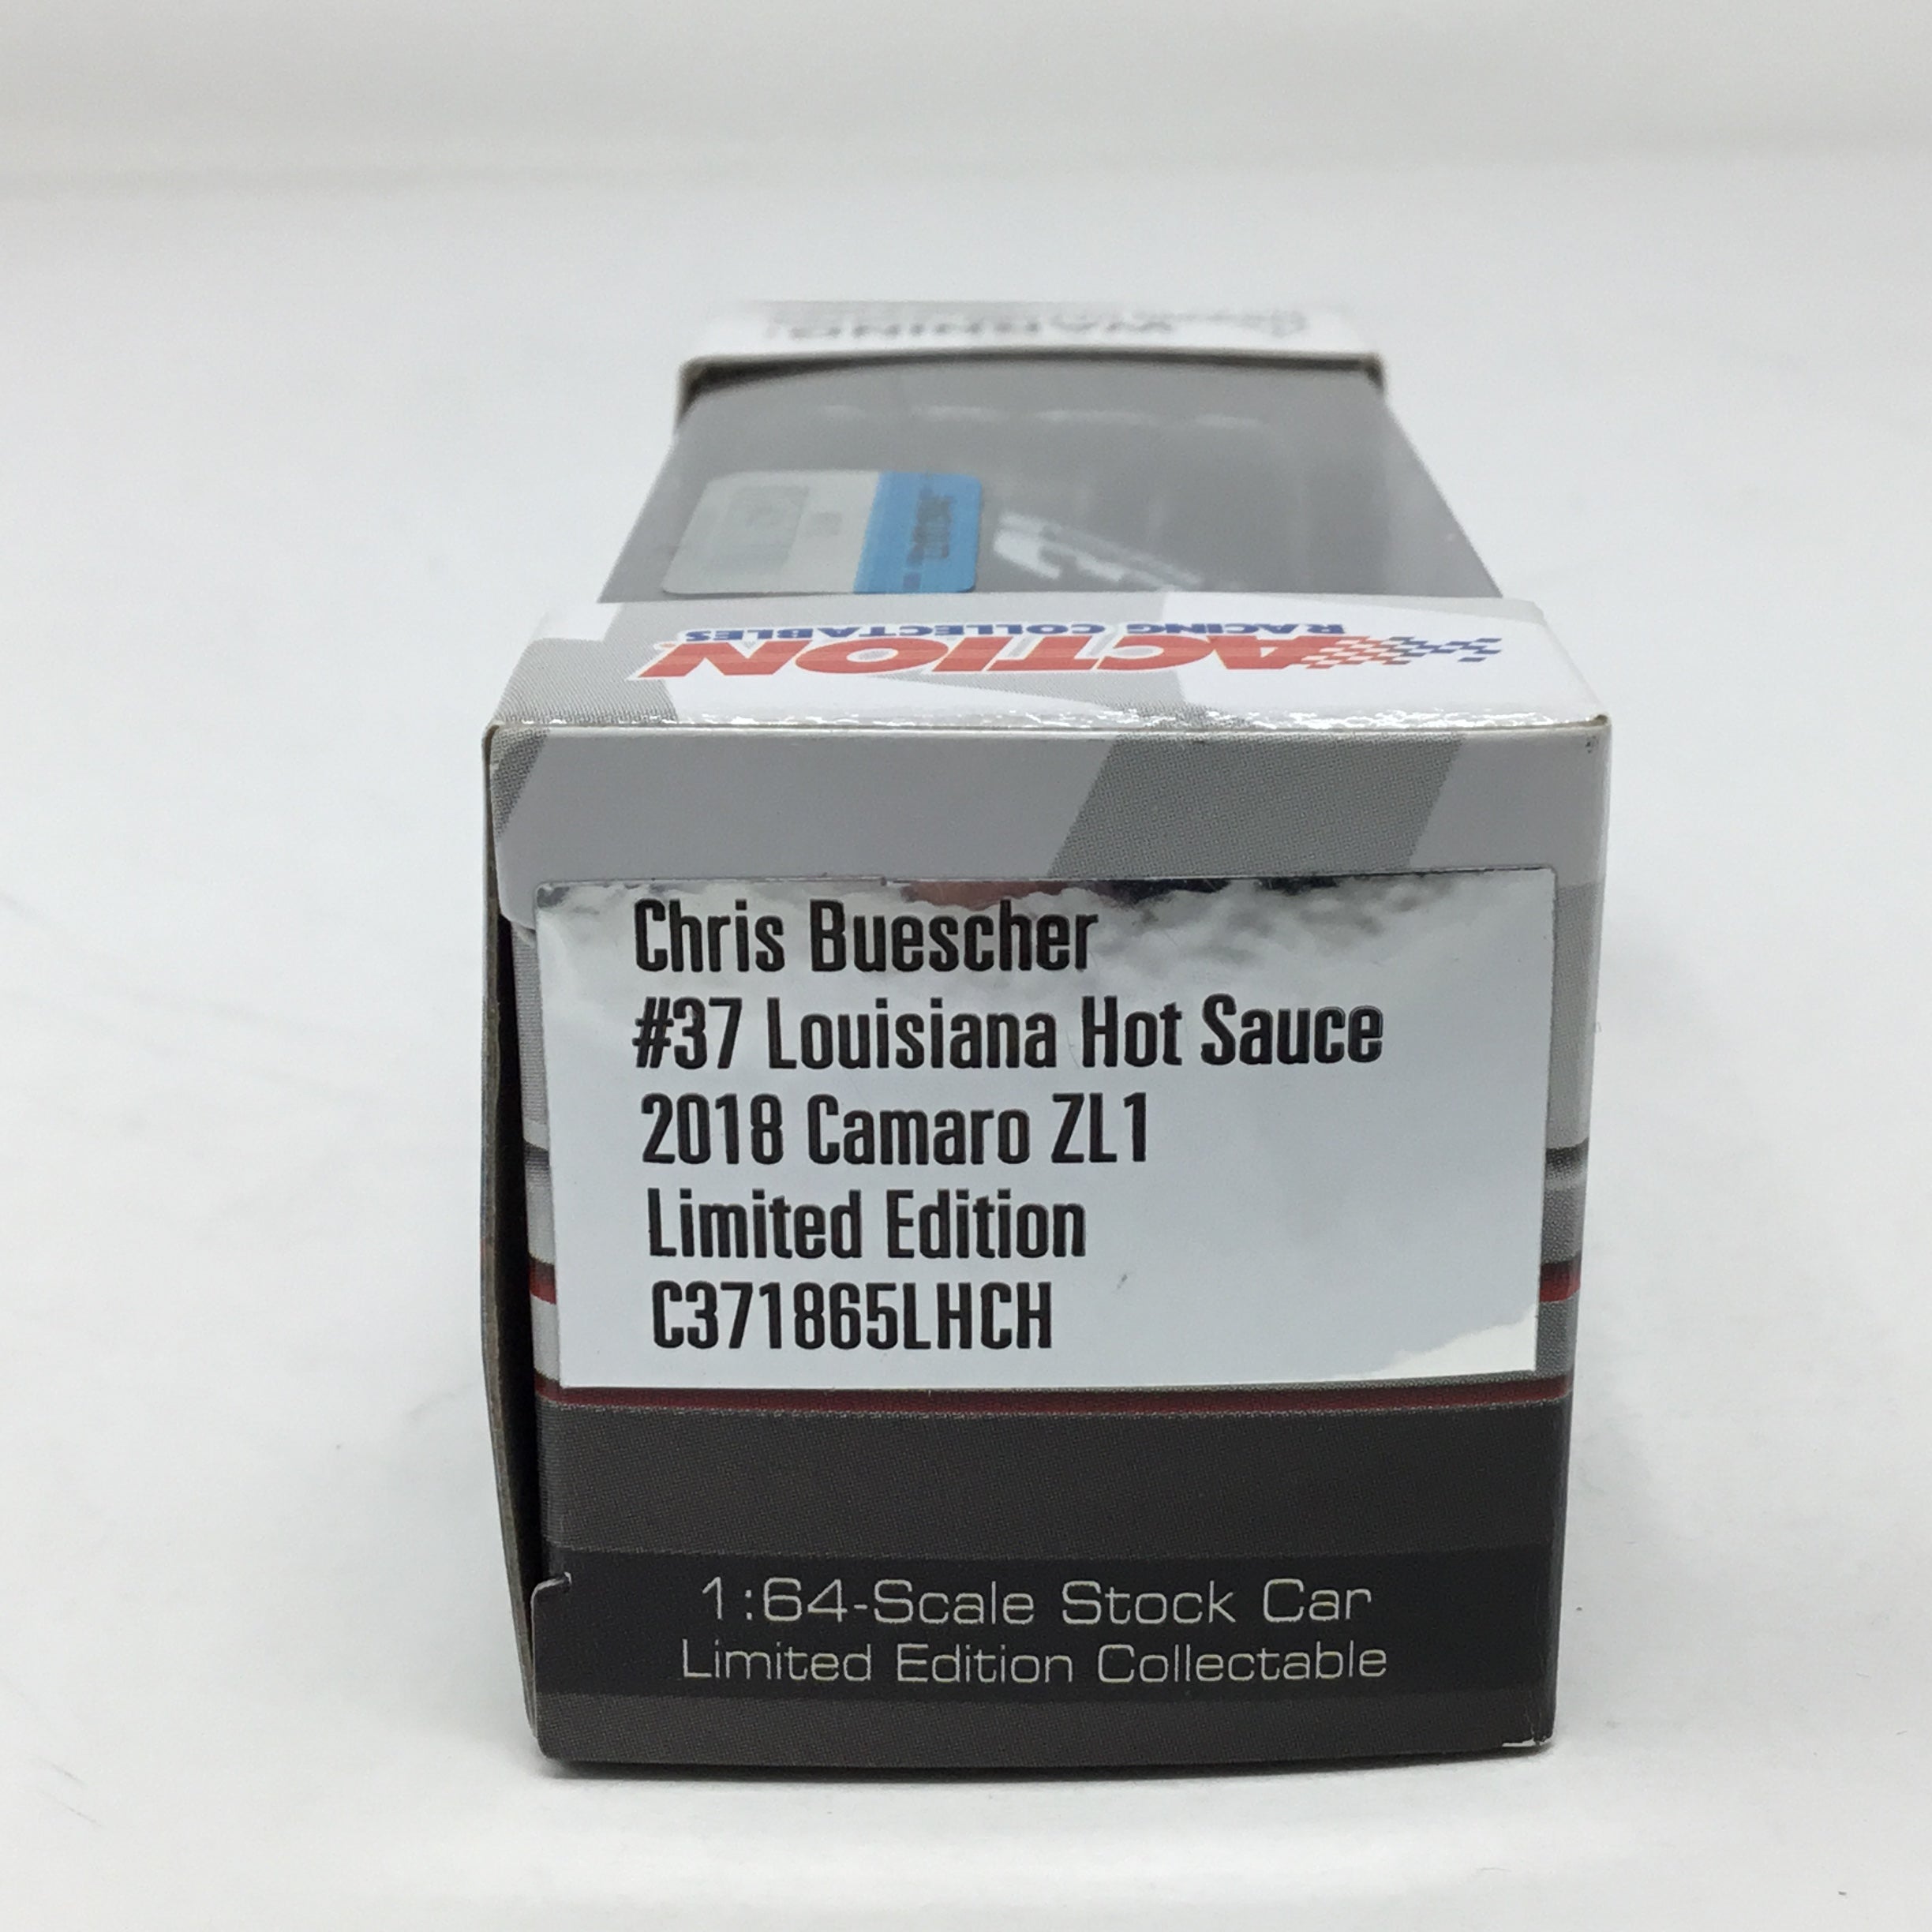 WARNING
ACTION
RACING COLLECTABLES
Chris Buescher
#37 Louisiana Hot Sauce
2018 Camaro ZL1
Limited Edition
C371865LHCH
1:64-Scale Stock Car
Limited Edition Collectable